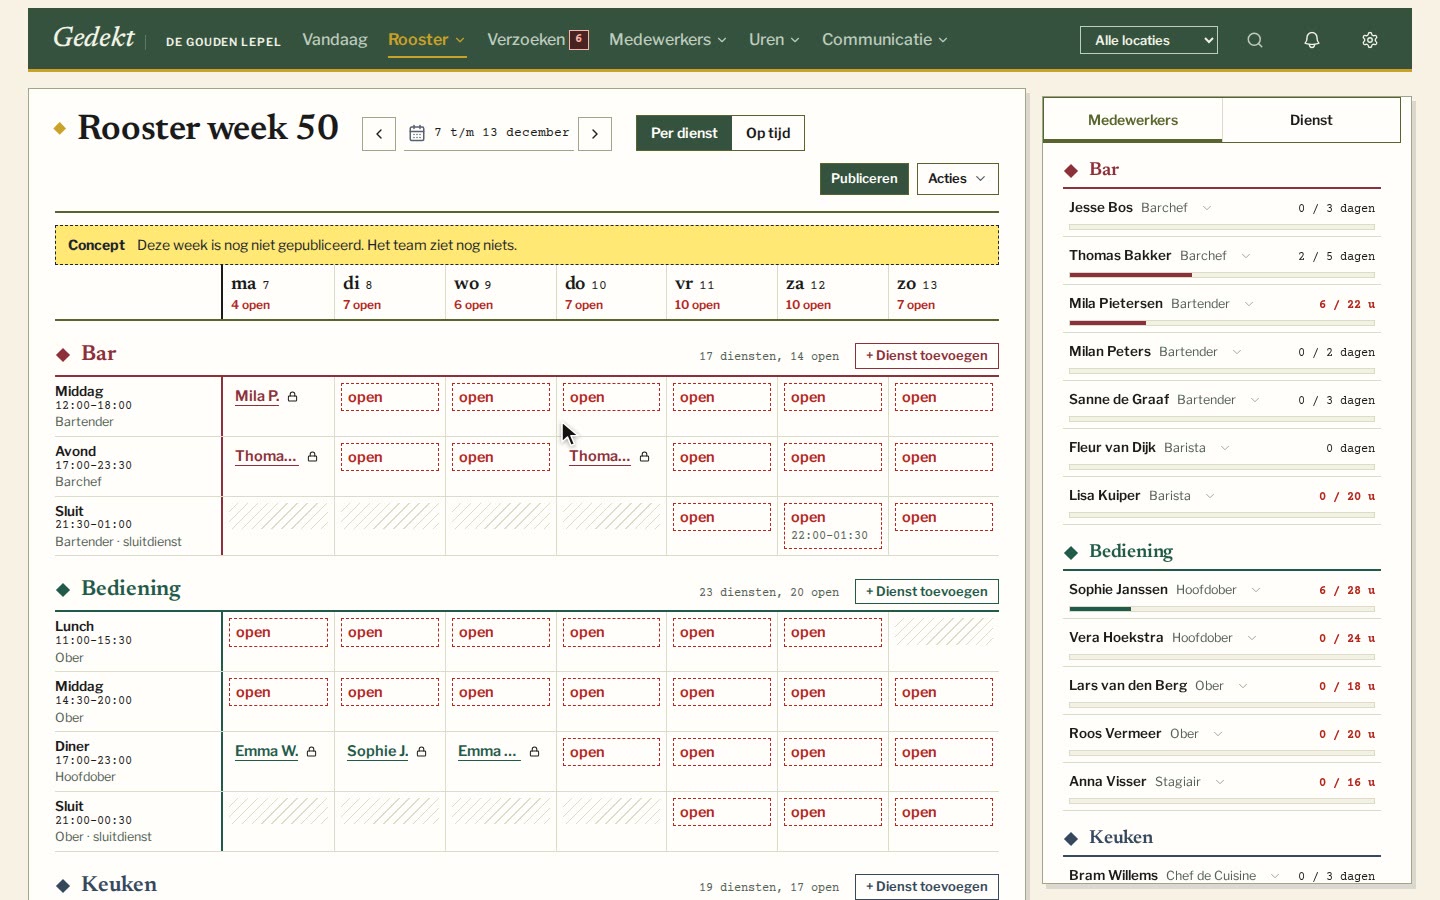 Gedekt DE GOUDEN LEPEL Vandaag Rooster Verzoeken 6 Medewerkers Uren Communicatie Alle locaties
Rooster week 50 7 t/m 13 december Per dienst Op tijd
Publiceren Acties
Concept Deze week is nog niet gepubliceerd. Het team ziet nog niets.
ma 7 di 8 wo 9 do 10 vr 11 za 12 zo 13
4 open 7 open 6 open 7 open 10 open 10 open 7 open
Bar 17 diensten, 14 open + Dienst toevoegen
Middag Mila P. open open open open open open
12:00–18:00
Bartender
Avond Thoma… open open Thoma… open open open
17:00–23:30
Barchef
Sluit open open open
21:30–01:00 22:00–01:30
Bartender · sluitdienst
Bediening 23 diensten, 20 open + Dienst toevoegen
Lunch open open open open open open
11:00–15:30
Ober
Middag open open open open open open open
14:30–20:00
Ober
Diner Emma W. Sophie J. Emma … open open open open
17:00–23:00
Hoofdober
Sluit open open open
21:00–00:30
Ober · sluitdienst
Keuken 19 diensten, 17 open + Dienst toevoegen
Medewerkers Dienst
Bar
Jesse Bos Barchef 0 / 3 dagen
Thomas Bakker Barchef 2 / 5 dagen
Mila Pietersen Bartender 6 / 22 u
Milan Peters Bartender 0 / 2 dagen
Sanne de Graaf Bartender 0 / 3 dagen
Fleur van Dijk Barista 0 dagen
Lisa Kuiper Barista 0 / 20 u
Bediening
Sophie Janssen Hoofdober 6 / 28 u
Vera Hoekstra Hoofdober 0 / 24 u
Lars van den Berg Ober 0 / 18 u
Roos Vermeer Ober 0 / 20 u
Anna Visser Stagiair 0 / 16 u
Keuken
Bram Willems Chef de Cuisine 0 / 3 dagen